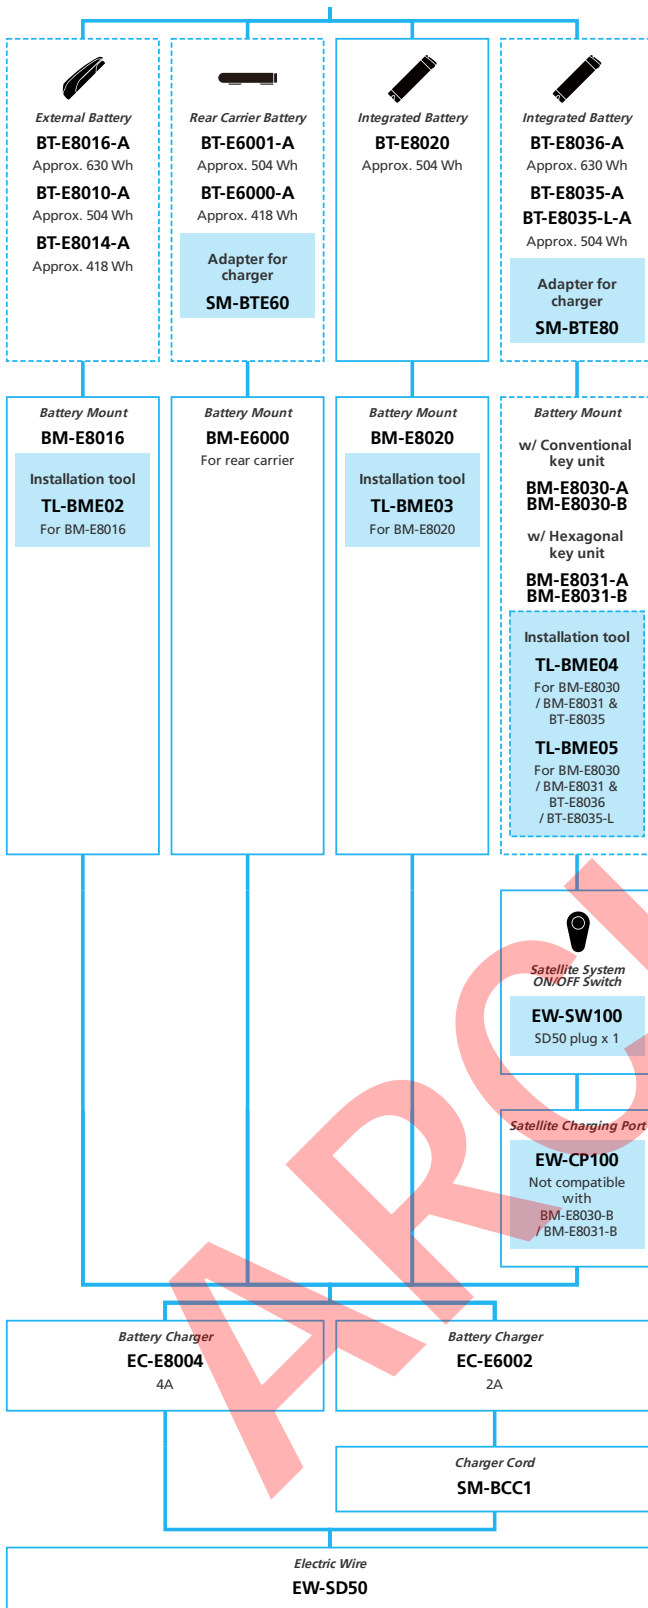 External Battery
BT-E8016-A
Approx. 630 Wh
BT-E8010-A
Approx. 504 Wh
BT-E8014-A
Approx. 418 Wh
Rear Carrier Battery
BT-E6001-A
Approx. 504 Wh
BT-E6000-A
Approx. 418 Wh
Adapter for
charger
SM-BTE60
Integrated Battery
BT-E8020
Approx. 504 Wh
Integrated Battery
BT-E8036-A
Approx. 630 Wh
BT-E8035-A
BT-E8035-L-A
Approx. 504 Wh
Adapter for
charger
SM-BTE80
Battery Mount
BM-E8016
Installation tool
TL-BME02
For BM-E8016
Battery Mount
BM-E6000
For rear carrier
Battery Mount
BM-E8020
Installation tool
TL-BME03
For BM-E8020
Battery Mount
w/ Conventional
key unit
BM-E8030-A
BM-E8030-B
w/ Hexagonal
key unit
BM-E8031-A
BM-E8031-B
Installation tool
TL-BME04
For BM-E8030
/ BM-E8031 &
BT-E8035
TL-BME05
For BM-E8030
/ BM-E8031 &
BT-E8036
/ BT-E8035-L
Satellite System
ON/OFF Switch
EW-SW100
SD50 plug x 1
Satellite Charging Port
EW-CP100
Not compatible
with
BM-E8030-B
/ BM-E8031-B
Battery Charger
EC-E8004
4A
Battery Charger
EC-E6002
2A
Charger Cord
SM-BCC1
Electric Wire
EW-SD50